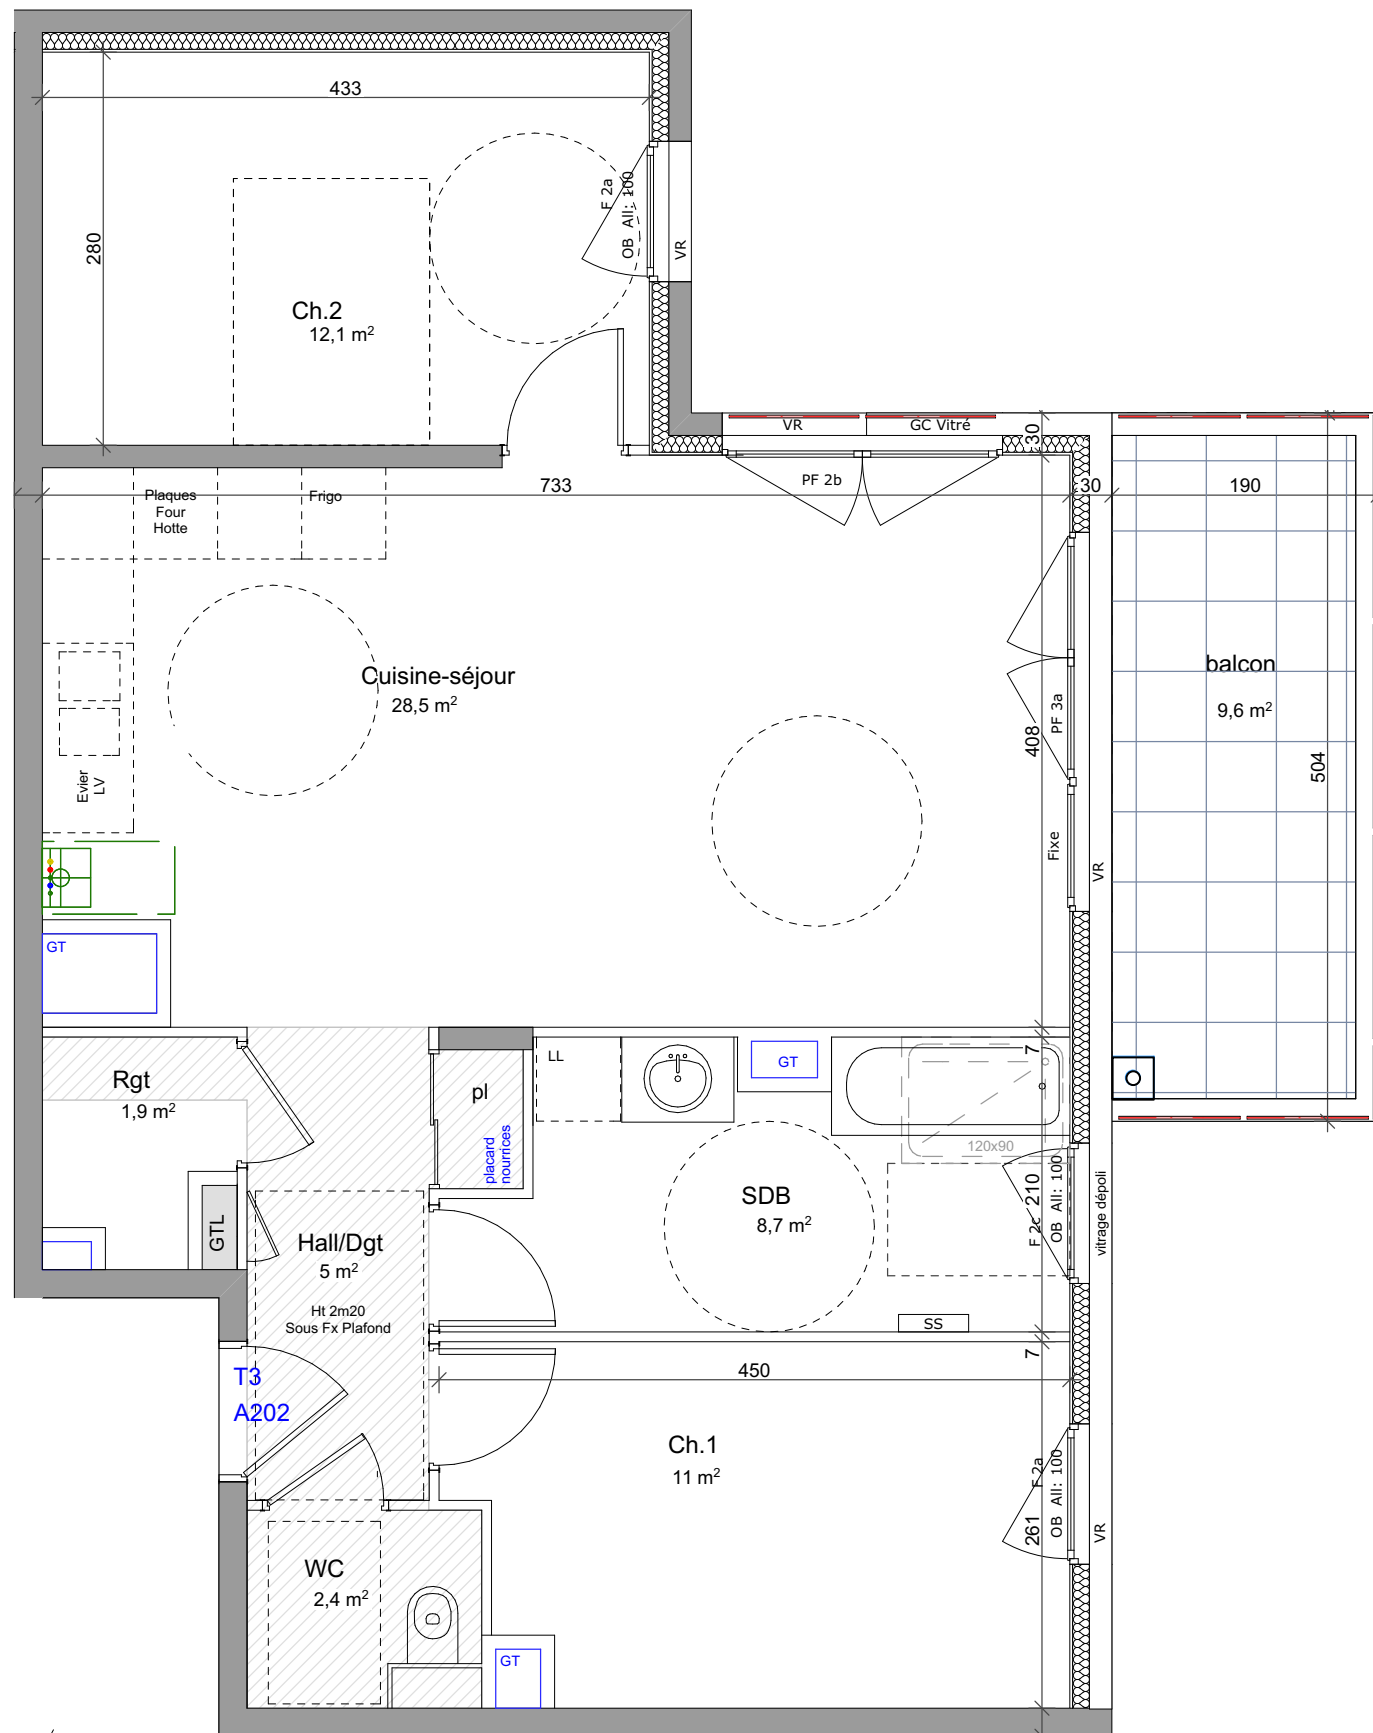 433
280
F 2a
OB All: 100
VR
Ch.2
12,1 m²
VR
GC Vitré
30
PF 2b
733
30
190
Plaques
Four
Hotte
Frigo
Cuisine-séjour
28,5 m²
balcon
9,6 m²
PF 3a
408
504
Evier
LV
Fixe
VR
GT
Rgt
1,9 m²
pl
placard
nourrices
LL
GT
7
120x90
SDB
8,7 m²
210
F 2c
OB All: 100
vitrage dépoli
GTL
Hall/Dgt
5 m²
Ht 2m20
Sous Fx Plafond
SS
7
T3
A202
450
Ch.1
11 m²
F 2a
OB All: 100
261
VR
WC
2,4 m²
GT